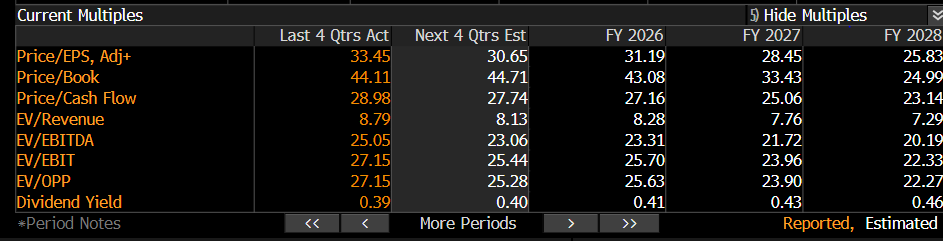 Current Multiples 5) Hide Multiples
Last 4 Qtrs Act Next 4 Qtrs Est FY 2026 FY 2027 FY 2028
Price/EPS, Adj+ 33.45 30.65 31.19 28.45 25.83
Price/Book 44.11 44.71 43.08 33.43 24.99
Price/Cash Flow 28.98 27.74 27.16 25.06 23.14
EV/Revenue 8.79 8.13 8.28 7.76 7.29
EV/EBITDA 25.05 23.06 23.31 21.72 20.19
EV/EBIT 27.15 25.44 25.70 23.96 22.33
EV/OPP 27.15 25.28 25.63 23.90 22.27
Dividend Yield 0.39 0.40 0.41 0.43 0.46
*Period Notes << < More Periods > >> Reported, Estimated